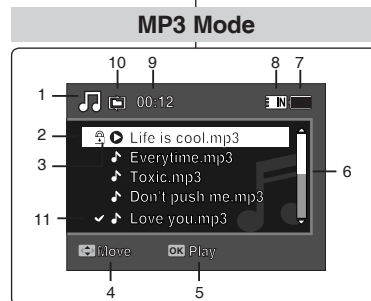 MP3 Mode
10 9 8 7
1 00:12 IN
2 Life is cool.mp3
3 Everytime.mp3
Toxic.mp3 6
Don't push me.mp3
11 Love you.mp3
Move OK Play
4 5